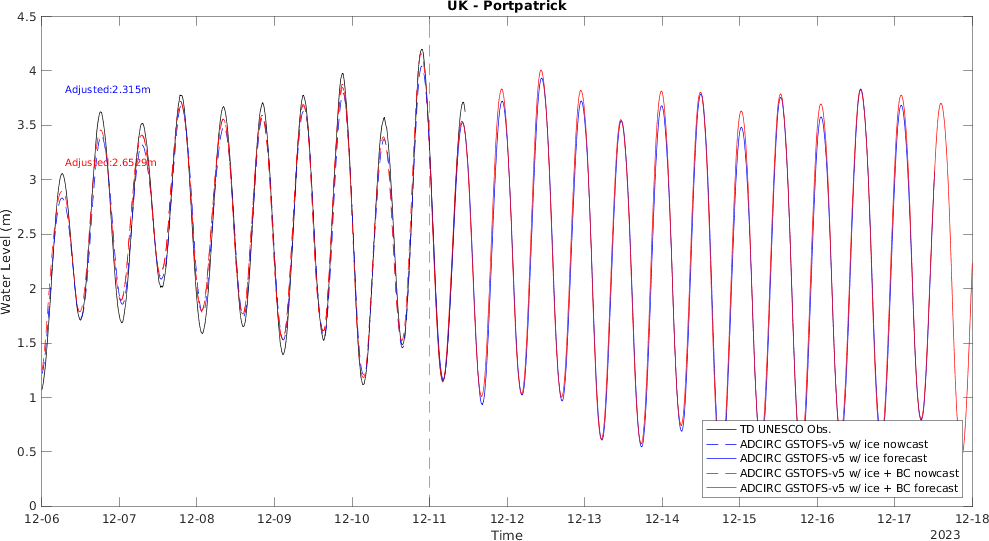 UK - Portpatrick
4.5
4
3.5
3
2.5
2
1.5
1
0.5
0
Water Level (m)
Adjusted:2.315m
Adjusted:2.6529m
TD UNESCO Obs.
ADCIRC GSTOFS-v5 w/ ice nowcast
ADCIRC GSTOFS-v5 w/ ice forecast
ADCIRC GSTOFS-v5 w/ ice + BC nowcast
ADCIRC GSTOFS-v5 w/ ice + BC forecast
12-06 12-07 12-08 12-09 12-10 12-11 12-12 12-13 12-14 12-15 12-16 12-17 12-18
Time
2023